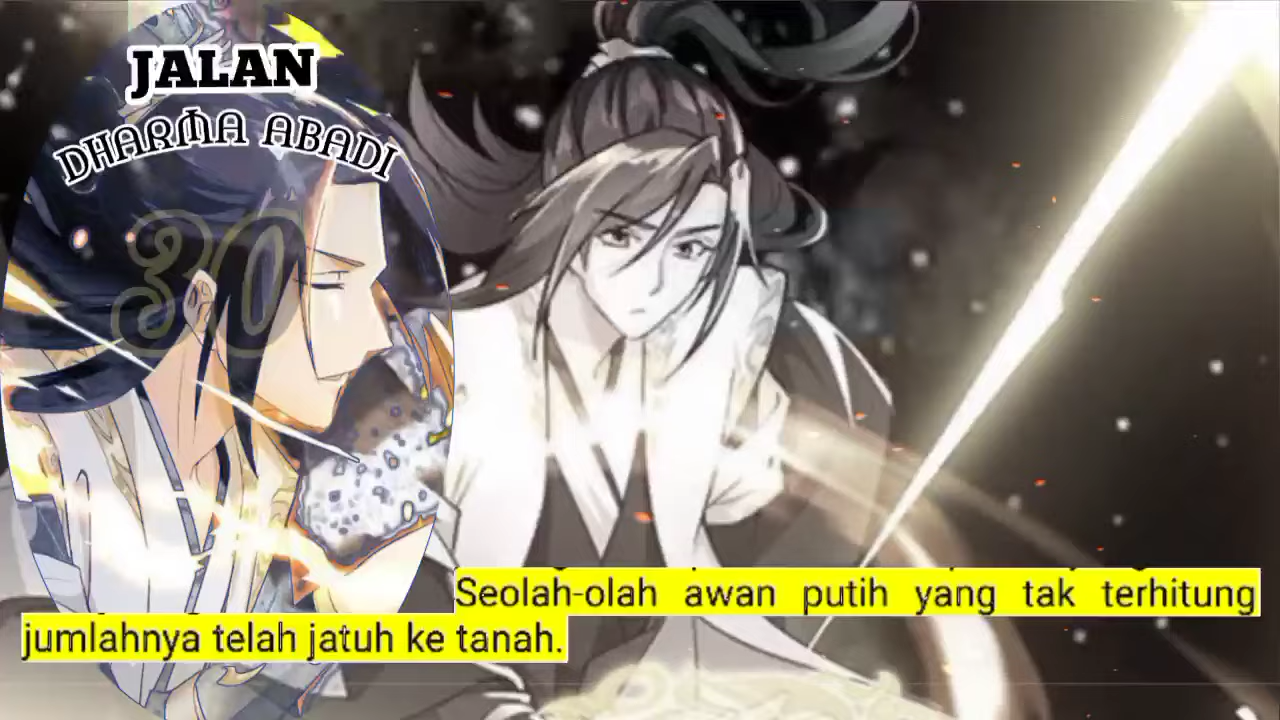 JALAN
DHARMA ABADI
30
Seolah-olah awan putih yang tak terhitung
jumlahnya telah jatuh ke tanah.